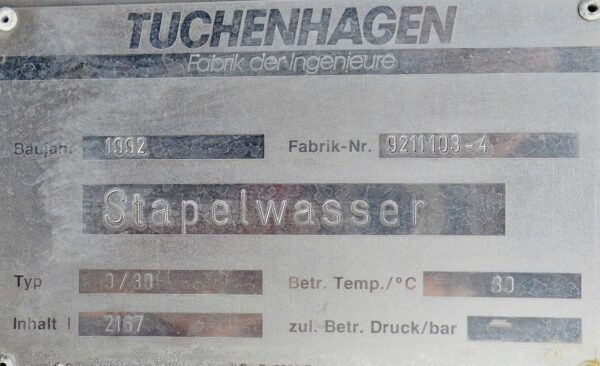 TUCHENHAGEN
Fabrik der Ingenieure
Baujahr 1992 Fabrik-Nr. 9211103-4
Stapelwasser
Typ Betr. Temp./°C 80
Inhalt l 2167 zul. Betr. Druck/bar